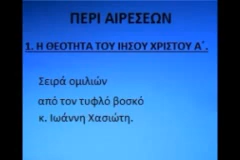 ΠΕΡΙ ΑΙΡΕΣΕΩΝ
1. Η ΘΕΟΤΗΤΑ ΤΟΥ ΙΗΣΟΥ ΧΡΙΣΤΟΥ Α΄.
Σειρά ομιλιών
από τον τυφλό βοσκό
κ. Ιωάννη Χασιώτη.